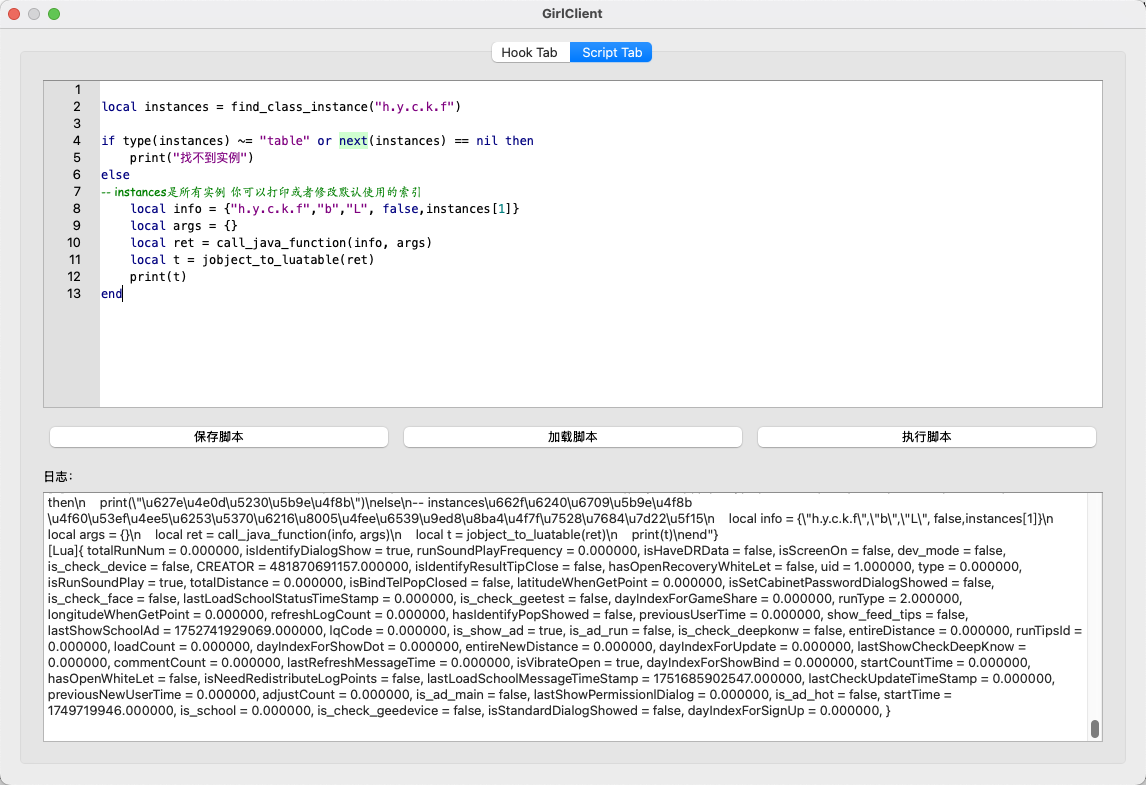 GirlClient
Hook Tab
Script Tab
1
2 local instances = find_class_instance("h.y.c.k.f")
3
4 if type(instances) ~= "table" or next(instances) == nil then
5     print("找不到实例")
6 else
7 -- instances是所有实例 你可以打印或者修改默认使用的索引
8     local info = {"h.y.c.k.f","b","L", false,instances[1]}
9     local args = {}
10     local ret = call_java_function(info, args)
11     local t = jobject_to_luatable(ret)
12     print(t)
13 end
保存脚本
加载脚本
执行脚本
日志：
then\n    print(\"\u627e\u4e0d\u5230\u5b9e\u4f8b\")\nelse\n-- instances\u662f\u6240\u6709\u5b9e\u4f8b
\u4f60\u53ef\u4ee5\u6253\u5370\u6216\u8005\u4fee\u6539\u9ed8\u8ba4\u4f7f\u7528\u7684\u7d22\u5f15\n    local info = {\"h.y.c.k.f\",\"b\",\"L\", false,instances[1]}\n
local args = {}\n    local ret = call_java_function(info, args)\n    local t = jobject_to_luatable(ret)\n    print(t)\nend"}
[Lua]{ totalRunNum = 0.000000, isIdentifyDialogShow = true, runSoundPlayFrequency = 0.000000, isHaveDRData = false, isScreenOn = false, dev_mode = false,
is_check_device = false, CREATOR = 481870691157.000000, isIdentifyResultTipClose = false, hasOpenRecoveryWhiteLet = false, uid = 1.000000, type = 0.000000,
isRunSoundPlay = true, totalDistance = 0.000000, isBindTelPopClosed = false, latitudeWhenGetPoint = 0.000000, isSetCabinetPasswordDialogShowed = false,
is_check_face = false, lastLoadSchoolStatusTimeStamp = 0.000000, is_check_geetest = false, dayIndexForGameShare = 0.000000, runType = 2.000000,
longitudeWhenGetPoint = 0.000000, refreshLogCount = 0.000000, hasIdentifyPopShowed = false, previousUserTime = 0.000000, show_feed_tips = false,
lastShowSchoolAd = 1752741929069.000000, lqCode = 0.000000, is_show_ad = true, is_ad_run = false, is_check_deepkonw = false, entireDistance = 0.000000, runTipsId =
0.000000, loadCount = 0.000000, dayIndexForShowDot = 0.000000, entireNewDistance = 0.000000, dayIndexForUpdate = 0.000000, lastShowCheckDeepKnow =
0.000000, commentCount = 0.000000, lastRefreshMessageTime = 0.000000, isVibrateOpen = true, dayIndexForShowBind = 0.000000, startCountTime = 0.000000,
hasOpenWhiteLet = false, isNeedRedistributeLogPoints = false, lastLoadSchoolMessageTimeStamp = 1751685902547.000000, lastCheckUpdateTimeStamp = 0.000000,
previousNewUserTime = 0.000000, adjustCount = 0.000000, is_ad_main = false, lastShowPermissionlDialog = 0.000000, is_ad_hot = false, startTime =
1749719946.000000, is_school = 0.000000, is_check_geedevice = false, isStandardDialogShowed = false, dayIndexForSignUp = 0.000000, }